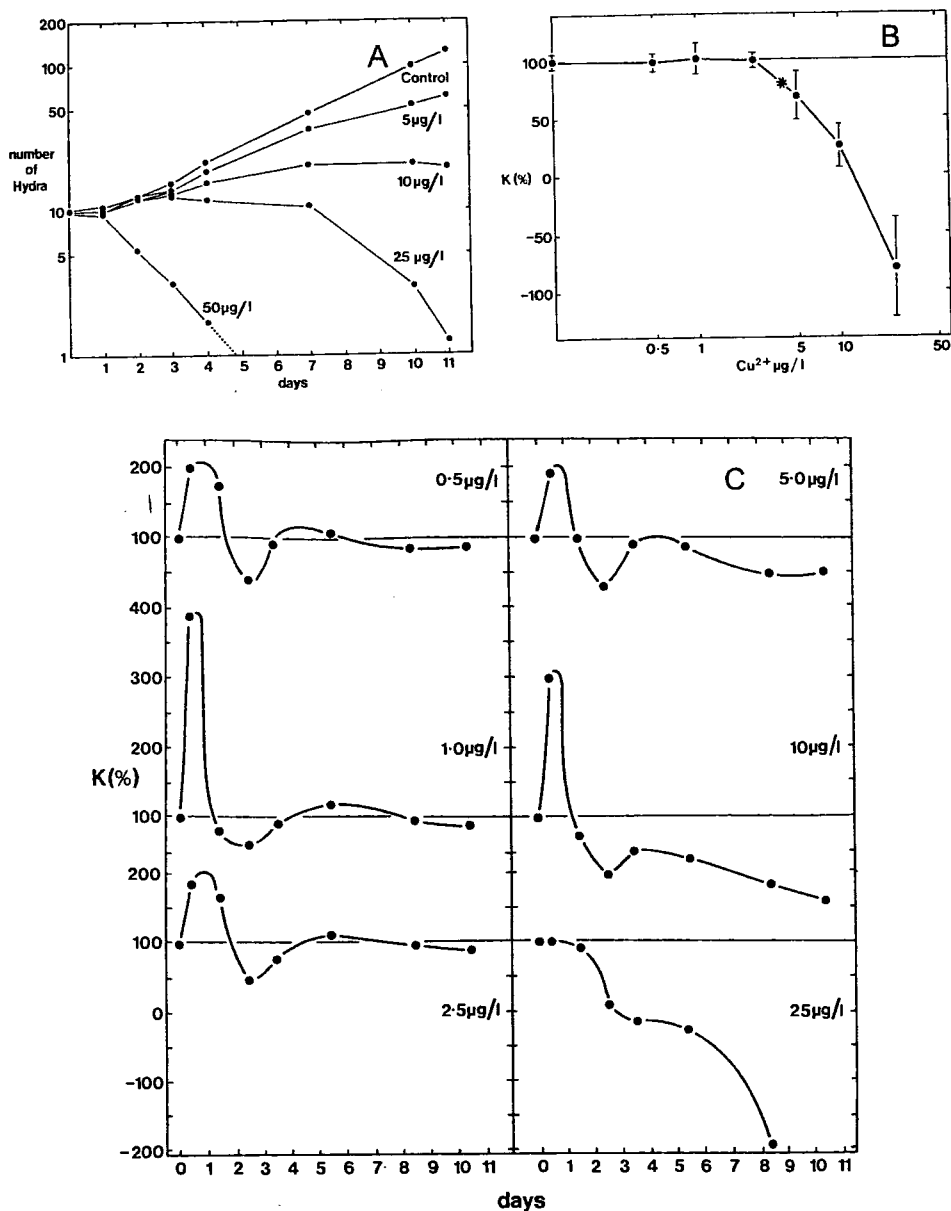 200
100
50
number
of
Hydra
10
5
1
A
Control
5µg/l
10µg/l
25 µg/l
50µg/l
1 2 3 4 5 6 7 8 9 10 11
days
B
100
50
K(%) 0
-50
-100
0·5 1 5 10 50
Cu2+ µg/l
C
200
100
400
300
200
100
200
100
0
-100
-200
K(%)
0·5µg/l
1·0µg/l
2·5µg/l
5·0µg/l
10µg/l
25µg/l
0 1 2 3 4 5 6 7 8 9 10 11
0 1 2 3 4 5 6 7 8 9 10 11
days